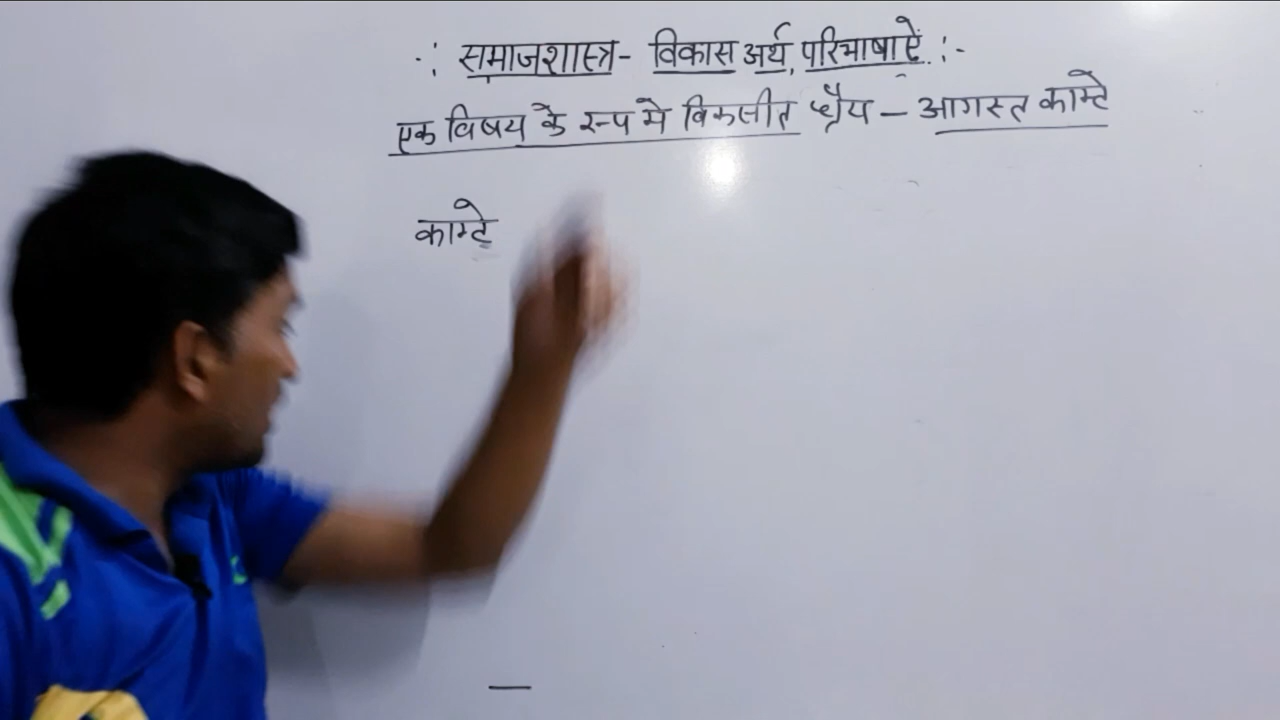 .: समाजशास्त्र- विकास अर्थ, परिभाषाऐं :-
एक विषय के रूप मे विकसीत श्रैय - आगस्त काम्टे
काम्टे